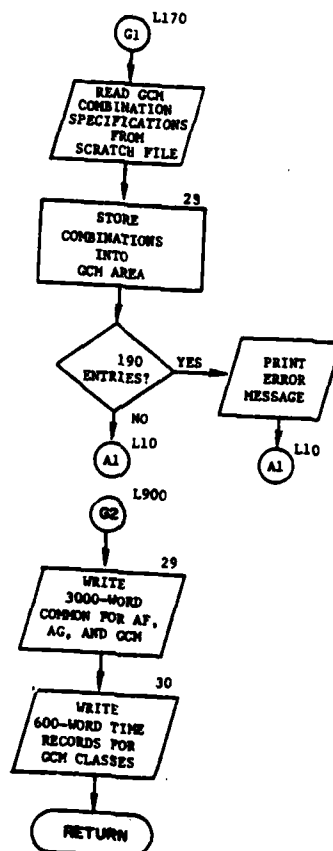 L170
G1
READ GCM
COMBINATION
SPECIFICATIONS
FROM
SCRATCH FILE
23
STORE
COMBINATIONS
INTO
GCM AREA
190
ENTRIES?
YES
PRINT
ERROR
MESSAGE
NO
L10
A1
L10
A1
L900
G2
29
WRITE
3000-WORD
COMMON FOR AF,
AG, AND GCM
30
WRITE
600-WORD TIME
RECORDS FOR
GCM CLASSES
RETURN